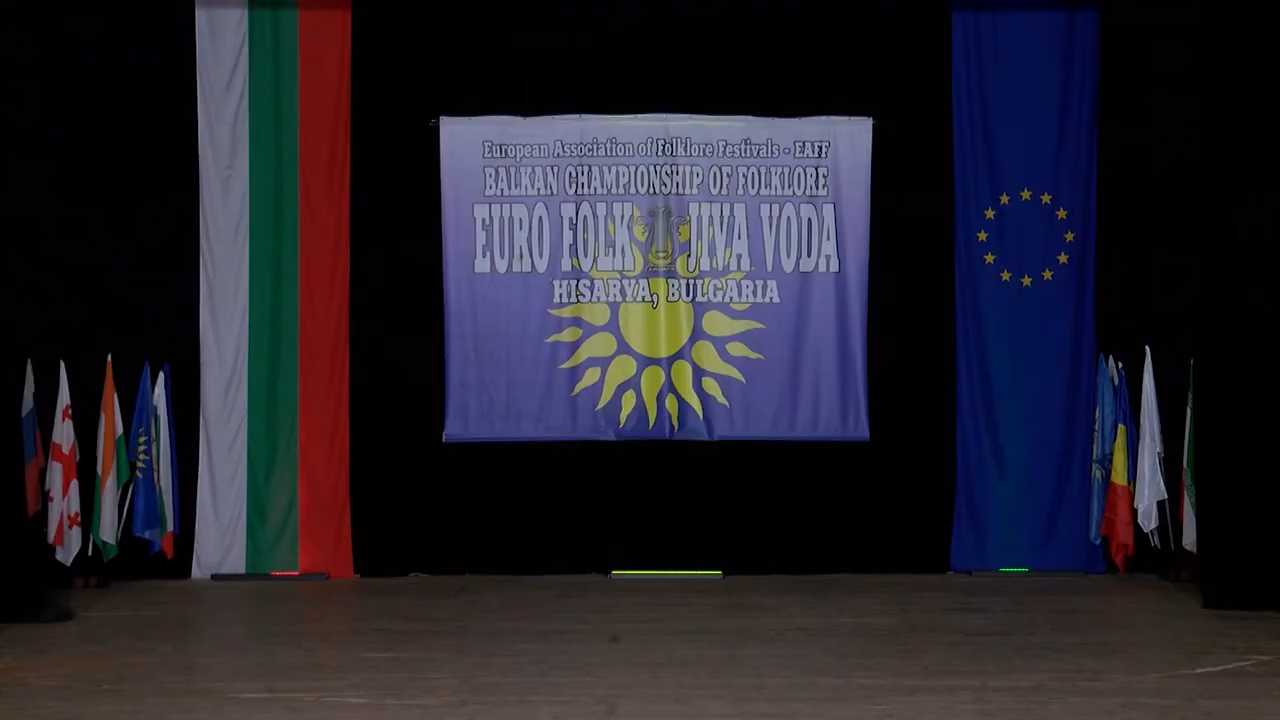 European Association of Folklore Festivals - EAFF
BALKAN CHAMPIONSHIP OF FOLKLORE
EURO FOLK JIVA VODA
HISARYA, BULGARIA